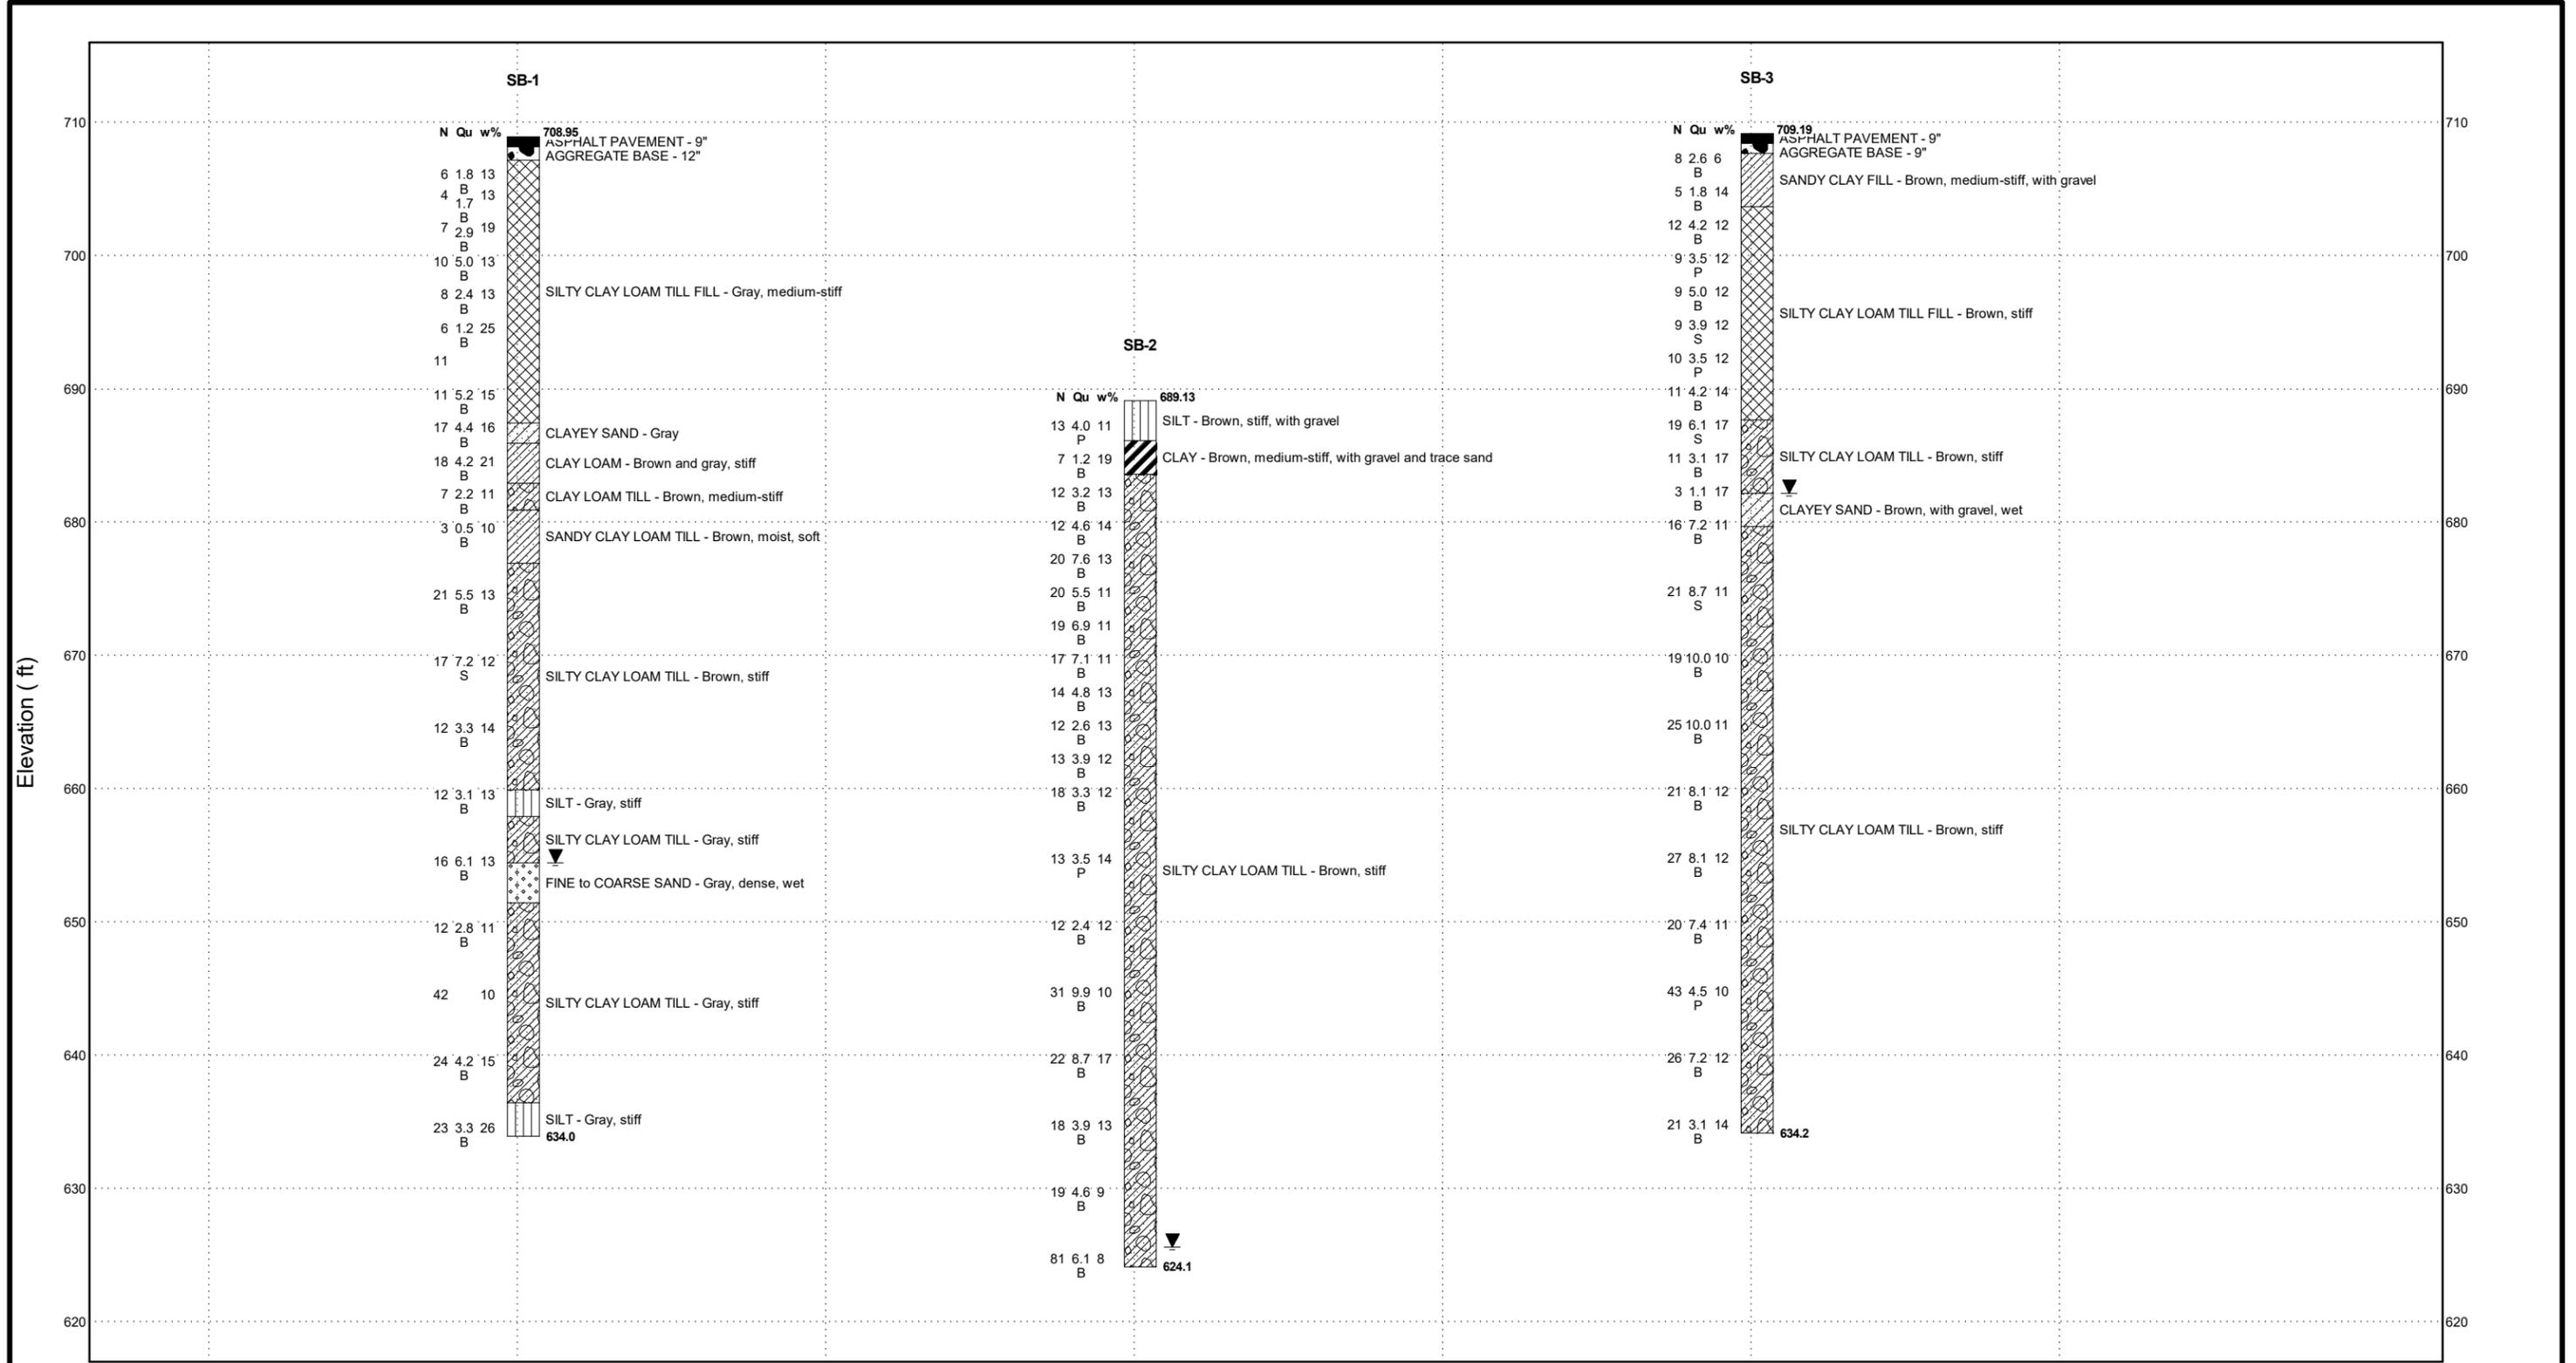 SB-1
SB-3
SB-2
Elevation ( ft)
710
700
690
680
670
660
650
640
630
620
N Qu w%
708.95
ASPHALT PAVEMENT - 9"
AGGREGATE BASE - 12"
6 1.8 13
B
4 13
1.7
B
7 19
2.9
B
10 5.0 13
B
8 2.4 13
B
SILTY CLAY LOAM TILL FILL - Gray, medium-stiff
6 1.2 25
B
11
11 5.2 15
B
17 4.4 16
B
CLAYEY SAND - Gray
18 4.2 21
B
CLAY LOAM - Brown and gray, stiff
7 2.2 11
B
CLAY LOAM TILL - Brown, medium-stiff
3 0.5 10
B
SANDY CLAY LOAM TILL - Brown, moist, soft
21 5.5 13
B
17 7.2 12
S
SILTY CLAY LOAM TILL - Brown, stiff
12 3.3 14
B
12 3.1 13
B
SILT - Gray, stiff
SILTY CLAY LOAM TILL - Gray, stiff
16 6.1 13
B
FINE to COARSE SAND - Gray, dense, wet
12 2.8 11
B
42 10
SILTY CLAY LOAM TILL - Gray, stiff
24 4.2 15
B
SILT - Gray, stiff
23 3.3 26
B
634.0
N Qu w%
689.13
13 4.0 11
P
SILT - Brown, stiff, with gravel
7 1.2 19
B
CLAY - Brown, medium-stiff, with gravel and trace sand
12 3.2 13
B
12 4.6 14
B
20 7.6 13
B
20 5.5 11
B
19 6.9 11
B
17 7.1 11
B
14 4.8 13
B
12 2.6 13
B
13 3.9 12
B
18 3.3 12
B
13 3.5 14
P
SILTY CLAY LOAM TILL - Brown, stiff
12 2.4 12
B
31 9.9 10
B
22 8.7 17
B
18 3.9 13
B
19 4.6 9
B
81 6.1 8
B
624.1
N Qu w%
709.19
ASPHALT PAVEMENT - 9"
AGGREGATE BASE - 9"
8 2.6 6
B
SANDY CLAY FILL - Brown, medium-stiff, with gravel
5 1.8 14
B
12 4.2 12
B
9 3.5 12
P
9 5.0 12
B
SILTY CLAY LOAM TILL FILL - Brown, stiff
9 3.9 12
S
10 3.5 12
P
11 4.2 14
B
19 6.1 17
S
11 3.1 17
B
SILTY CLAY LOAM TILL - Brown, stiff
3 1.1 17
B
CLAYEY SAND - Brown, with gravel, wet
16 7.2 11
B
21 8.7 11
S
19 10.0 10
B
25 10.0 11
B
21 8.1 12
B
SILTY CLAY LOAM TILL - Brown, stiff
27 8.1 12
B
20 7.4 11
B
43 4.5 10
P
26 7.2 12
B
21 3.1 14
B
634.2
710
700
690
680
670
660
650
640
630
620